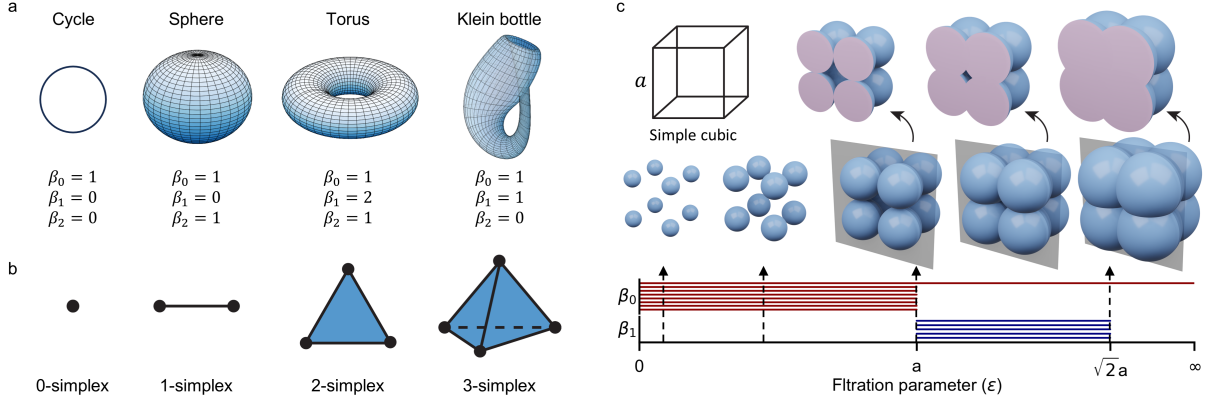 a
Cycle
Sphere
Torus
Klein bottle
β₀ = 1
β₁ = 0
β₂ = 0
β₀ = 1
β₁ = 0
β₂ = 1
β₀ = 1
β₁ = 2
β₂ = 1
β₀ = 1
β₁ = 1
β₂ = 0
b
0-simplex
1-simplex
2-simplex
3-simplex
c
a
Simple cubic
β₀
β₁
0
a
√2a
∞
Fltration parameter (ε)